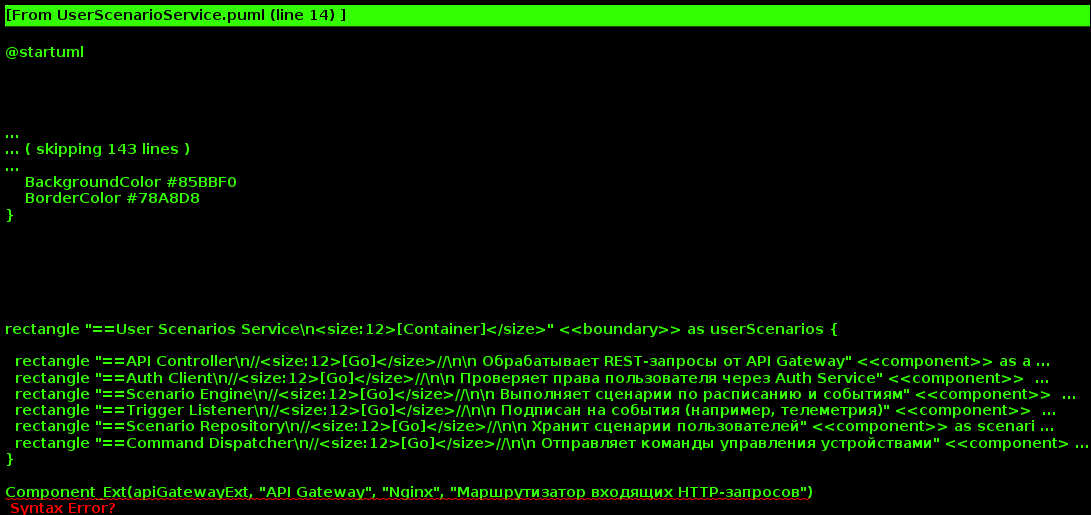 [From UserScenarioService.puml (line 14) ]
@startuml
...
... ( skipping 143 lines )
...
BackgroundColor #85BBF0
BorderColor #78A8D8
}
rectangle "==User Scenarios Service\n<size:12>[Container]</size>" <<boundary>> as userScenarios {
rectangle "==API Controller\n//<size:12>[Go]</size>//\n\n Обрабатывает REST-запросы от API Gateway" <<component>> as a ...
rectangle "==Auth Client\n//<size:12>[Go]</size>//\n\n Проверяет права пользователя через Auth Service" <<component>>  ...
rectangle "==Scenario Engine\n//<size:12>[Go]</size>//\n\n Выполняет сценарии по расписанию и событиям" <<component>>  ...
rectangle "==Trigger Listener\n//<size:12>[Go]</size>//\n\n Подписан на события (например, телеметрия)" <<component>>  ...
rectangle "==Scenario Repository\n//<size:12>[Go]</size>//\n\n Хранит сценарии пользователей" <<component>> as scenari ...
rectangle "==Command Dispatcher\n//<size:12>[Go]</size>//\n\n Отправляет команды управления устройствами" <<component> ...
}
Component_Ext(apiGatewayExt, "API Gateway", "Nginx", "Маршрутизатор входящих HTTP-запросов")
Syntax Error?